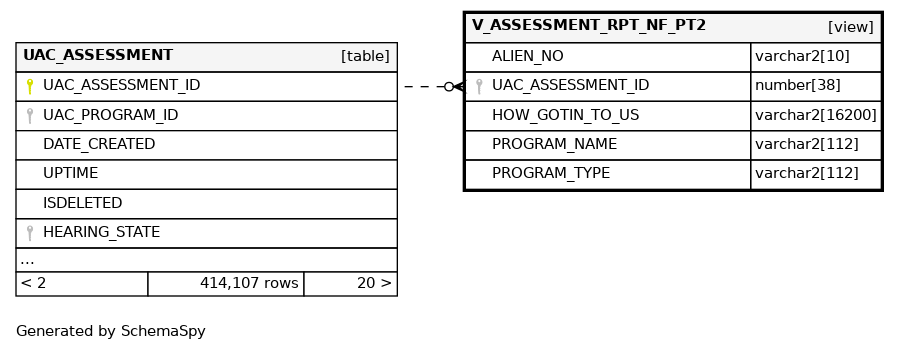 UAC_ASSESSMENT [table]
UAC_ASSESSMENT_ID
UAC_PROGRAM_ID
DATE_CREATED
UPTIME
ISDELETED
HEARING_STATE
...
< 2 414,107 rows 20 >
V_ASSESSMENT_RPT_NF_PT2 [view]
ALIEN_NO varchar2[10]
UAC_ASSESSMENT_ID number[38]
HOW_GOTIN_TO_US varchar2[16200]
PROGRAM_NAME varchar2[112]
PROGRAM_TYPE varchar2[112]
Generated by SchemaSpy